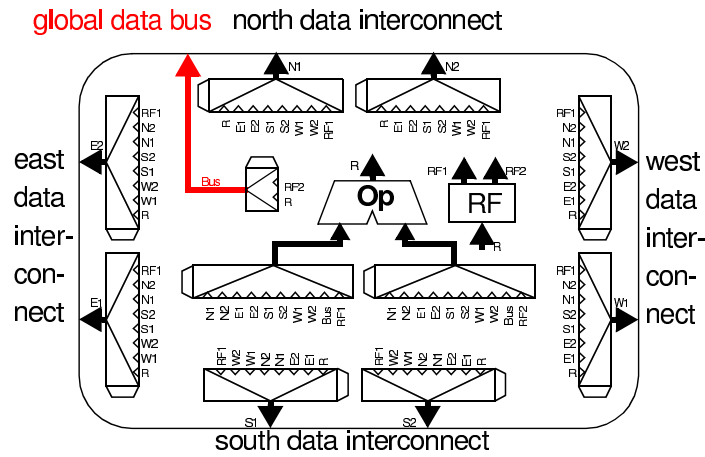 global data bus north data interconnect
N1
N2
R
E1
E2
S1
S2
W1
W2
RF1
R
E1
E2
S1
S2
W1
W2
RF1
east
data
inter-
con-
nect
E2
RF1
N2
N1
S2
S1
W2
W1
R
E1
RF1
N2
N1
S2
S1
W2
W1
R
Bus
RF2
R
R
Op
RF1
RF2
RF
R
N1
N2
E1
E2
S1
S2
W1
W2
Bus
RF1
N1
N2
E1
E2
S1
S2
W1
W2
Bus
RF2
W2
RF1
N2
N1
S2
S1
E2
E1
R
W1
RF1
N2
N1
S2
S1
E2
E1
R
west
data
inter-
con-
nect
RF1
W2
W1
N2
N1
E2
E1
R
S1
RF1
W2
W1
N2
N1
E2
E1
R
S2
south data interconnect